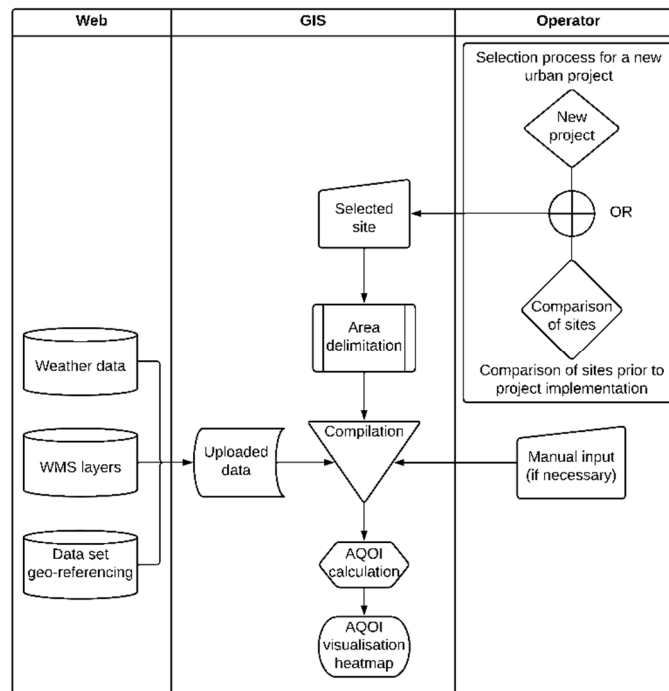 Web
GIS
Operator
Selection process for a new
urban project
New
project
OR
Selected
site
Comparison
of sites
Comparison of sites prior to
project implementation
Area
delimitation
Weather data
Compilation
WMS layers
Uploaded
data
Manual input
(if necessary)
Data set
geo-referencing
AQOI
calculation
AQOI
visualisation
heatmap